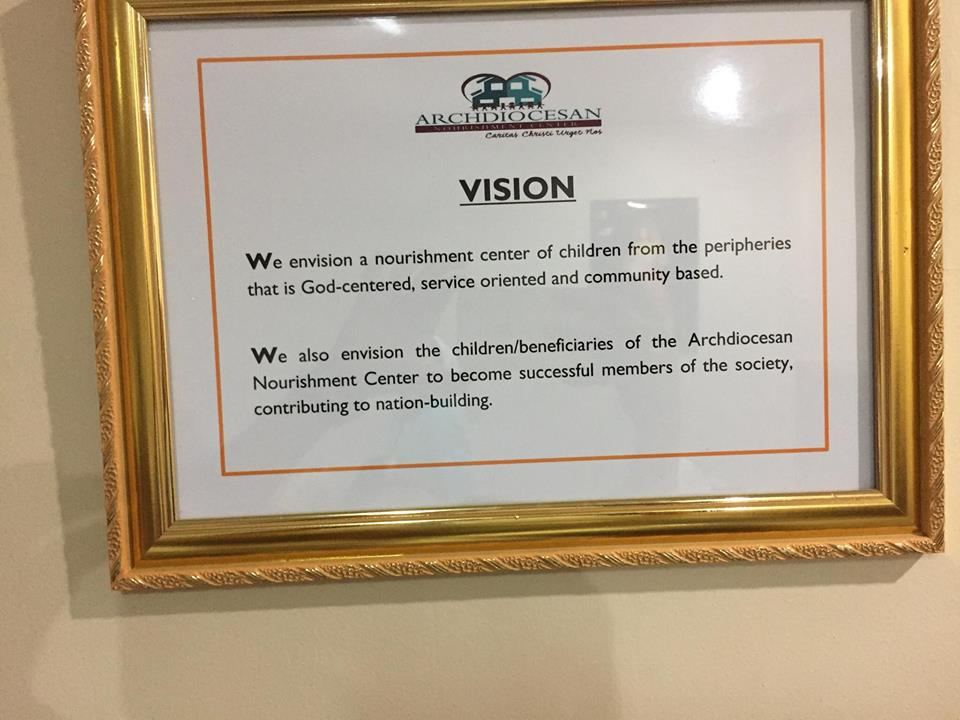 ARCHDIOCESAN
NOURISHMENT CENTER
Caritas Christi Urget Nos
VISION
We envision a nourishment center of children from the peripheries
that is God-centered, service oriented and community based.
We also envision the children/beneficiaries of the Archdiocesan
Nourishment Center to become successful members of the society,
contributing to nation-building.